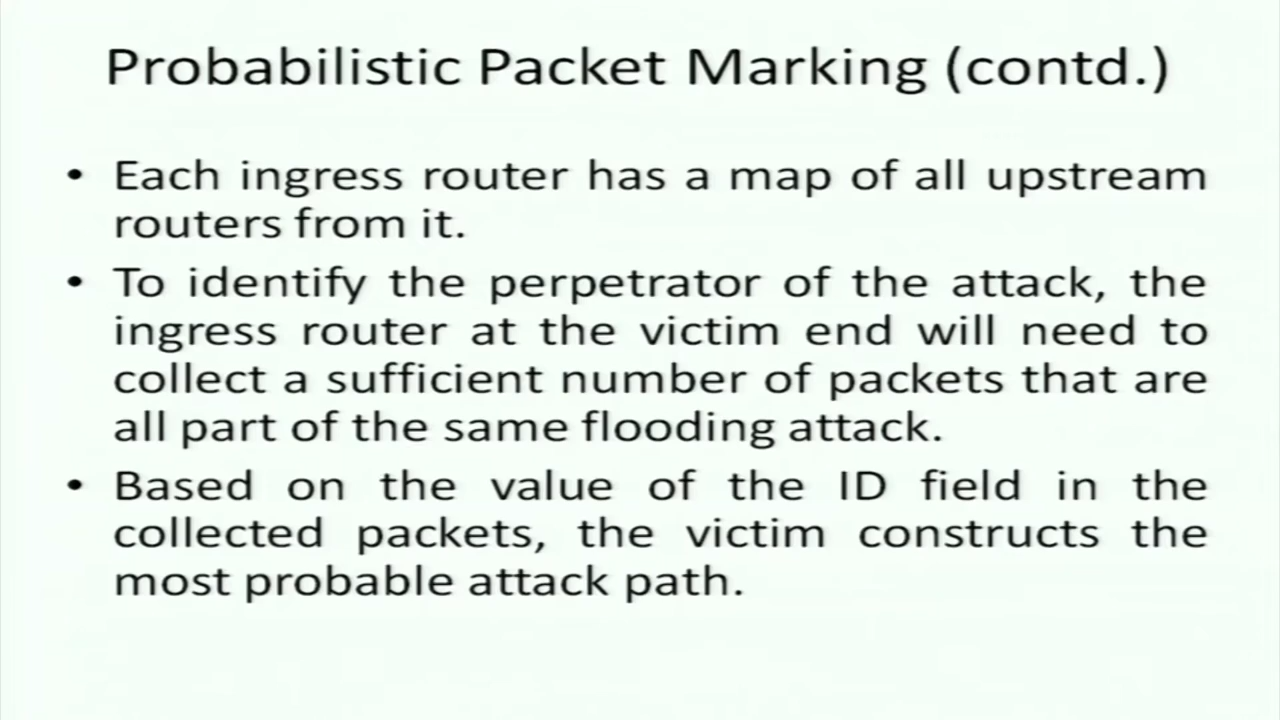 Probabilistic Packet Marking (contd.)
• Each ingress router has a map of all upstream
routers from it.
• To identify the perpetrator of the attack, the
ingress router at the victim end will need to
collect a sufficient number of packets that are
all part of the same flooding attack.
• Based on the value of the ID field in the
collected packets, the victim constructs the
most probable attack path.